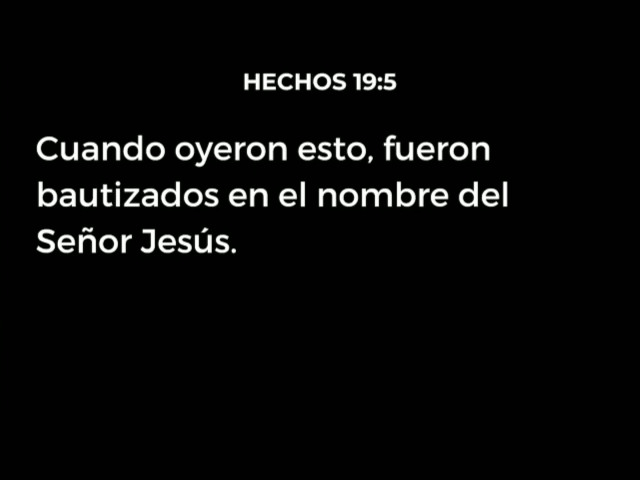 HECHOS 19:5
Cuando oyeron esto, fueron
bautizados en el nombre del
Señor Jesús.